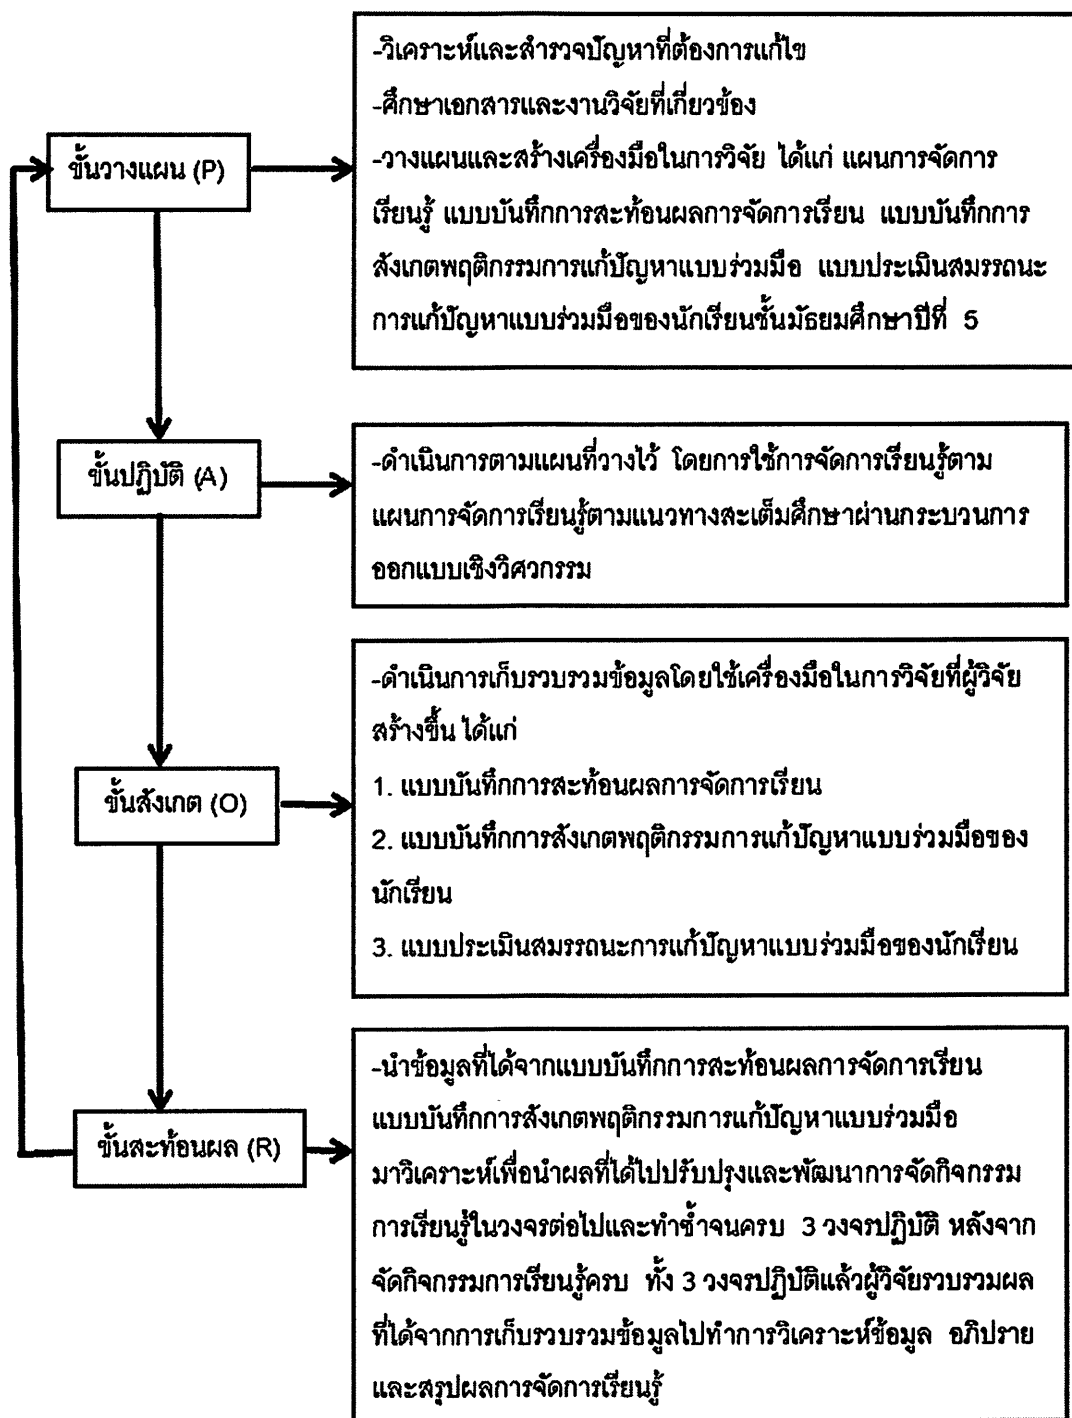 ขั้นวางแผน (P)
-วิเคราะห์และสำรวจปัญหาที่ต้องการแก้ไข
-ศึกษาเอกสารและงานวิจัยที่เกี่ยวข้อง
-วางแผนและสร้างเครื่องมือในการวิจัย ได้แก่ แผนการจัดการ
เรียนรู้ แบบบันทึกการสะท้อนผลการจัดการเรียน แบบบันทึกการ
สังเกตพฤติกรรมการแก้ปัญหาแบบร่วมมือ แบบประเมินสมรรถนะ
การแก้ปัญหาแบบร่วมมือของนักเรียนชั้นมัธยมศึกษาปีที่ 5
ขั้นปฏิบัติ (A)
-ดำเนินการตามแผนที่วางไว้ โดยการใช้การจัดการเรียนรู้ตาม
แผนการจัดการเรียนรู้ตามแนวทางสะเต็มศึกษาผ่านกระบวนการ
ออกแบบเชิงวิศวกรรม
ขั้นสังเกต (O)
-ดำเนินการเก็บรวบรวมข้อมูลโดยใช้เครื่องมือในการวิจัยที่ผู้วิจัย
สร้างขึ้น ได้แก่
1. แบบบันทึกการสะท้อนผลการจัดการเรียน
2. แบบบันทึกการสังเกตพฤติกรรมการแก้ปัญหาแบบร่วมมือของ
นักเรียน
3. แบบประเมินสมรรถนะการแก้ปัญหาแบบร่วมมือของนักเรียน
ขั้นสะท้อนผล (R)
-นำข้อมูลที่ได้จากแบบบันทึกการสะท้อนผลการจัดการเรียน
แบบบันทึกการสังเกตพฤติกรรมการแก้ปัญหาแบบร่วมมือ
มาวิเคราะห์เพื่อนำผลที่ได้ไปปรับปรุงและพัฒนาการจัดกิจกรรม
การเรียนรู้ในวงจรต่อไปและทำซ้ำจนครบ 3 วงจรปฏิบัติ หลังจาก
จัดกิจกรรมการเรียนรู้ครบ ทั้ง 3 วงจรปฏิบัติแล้วผู้วิจัยรวบรวมผล
ที่ได้จากการเก็บรวบรวมข้อมูลไปทำการวิเคราะห์ข้อมูล อภิปราย
และสรุปผลการจัดการเรียนรู้